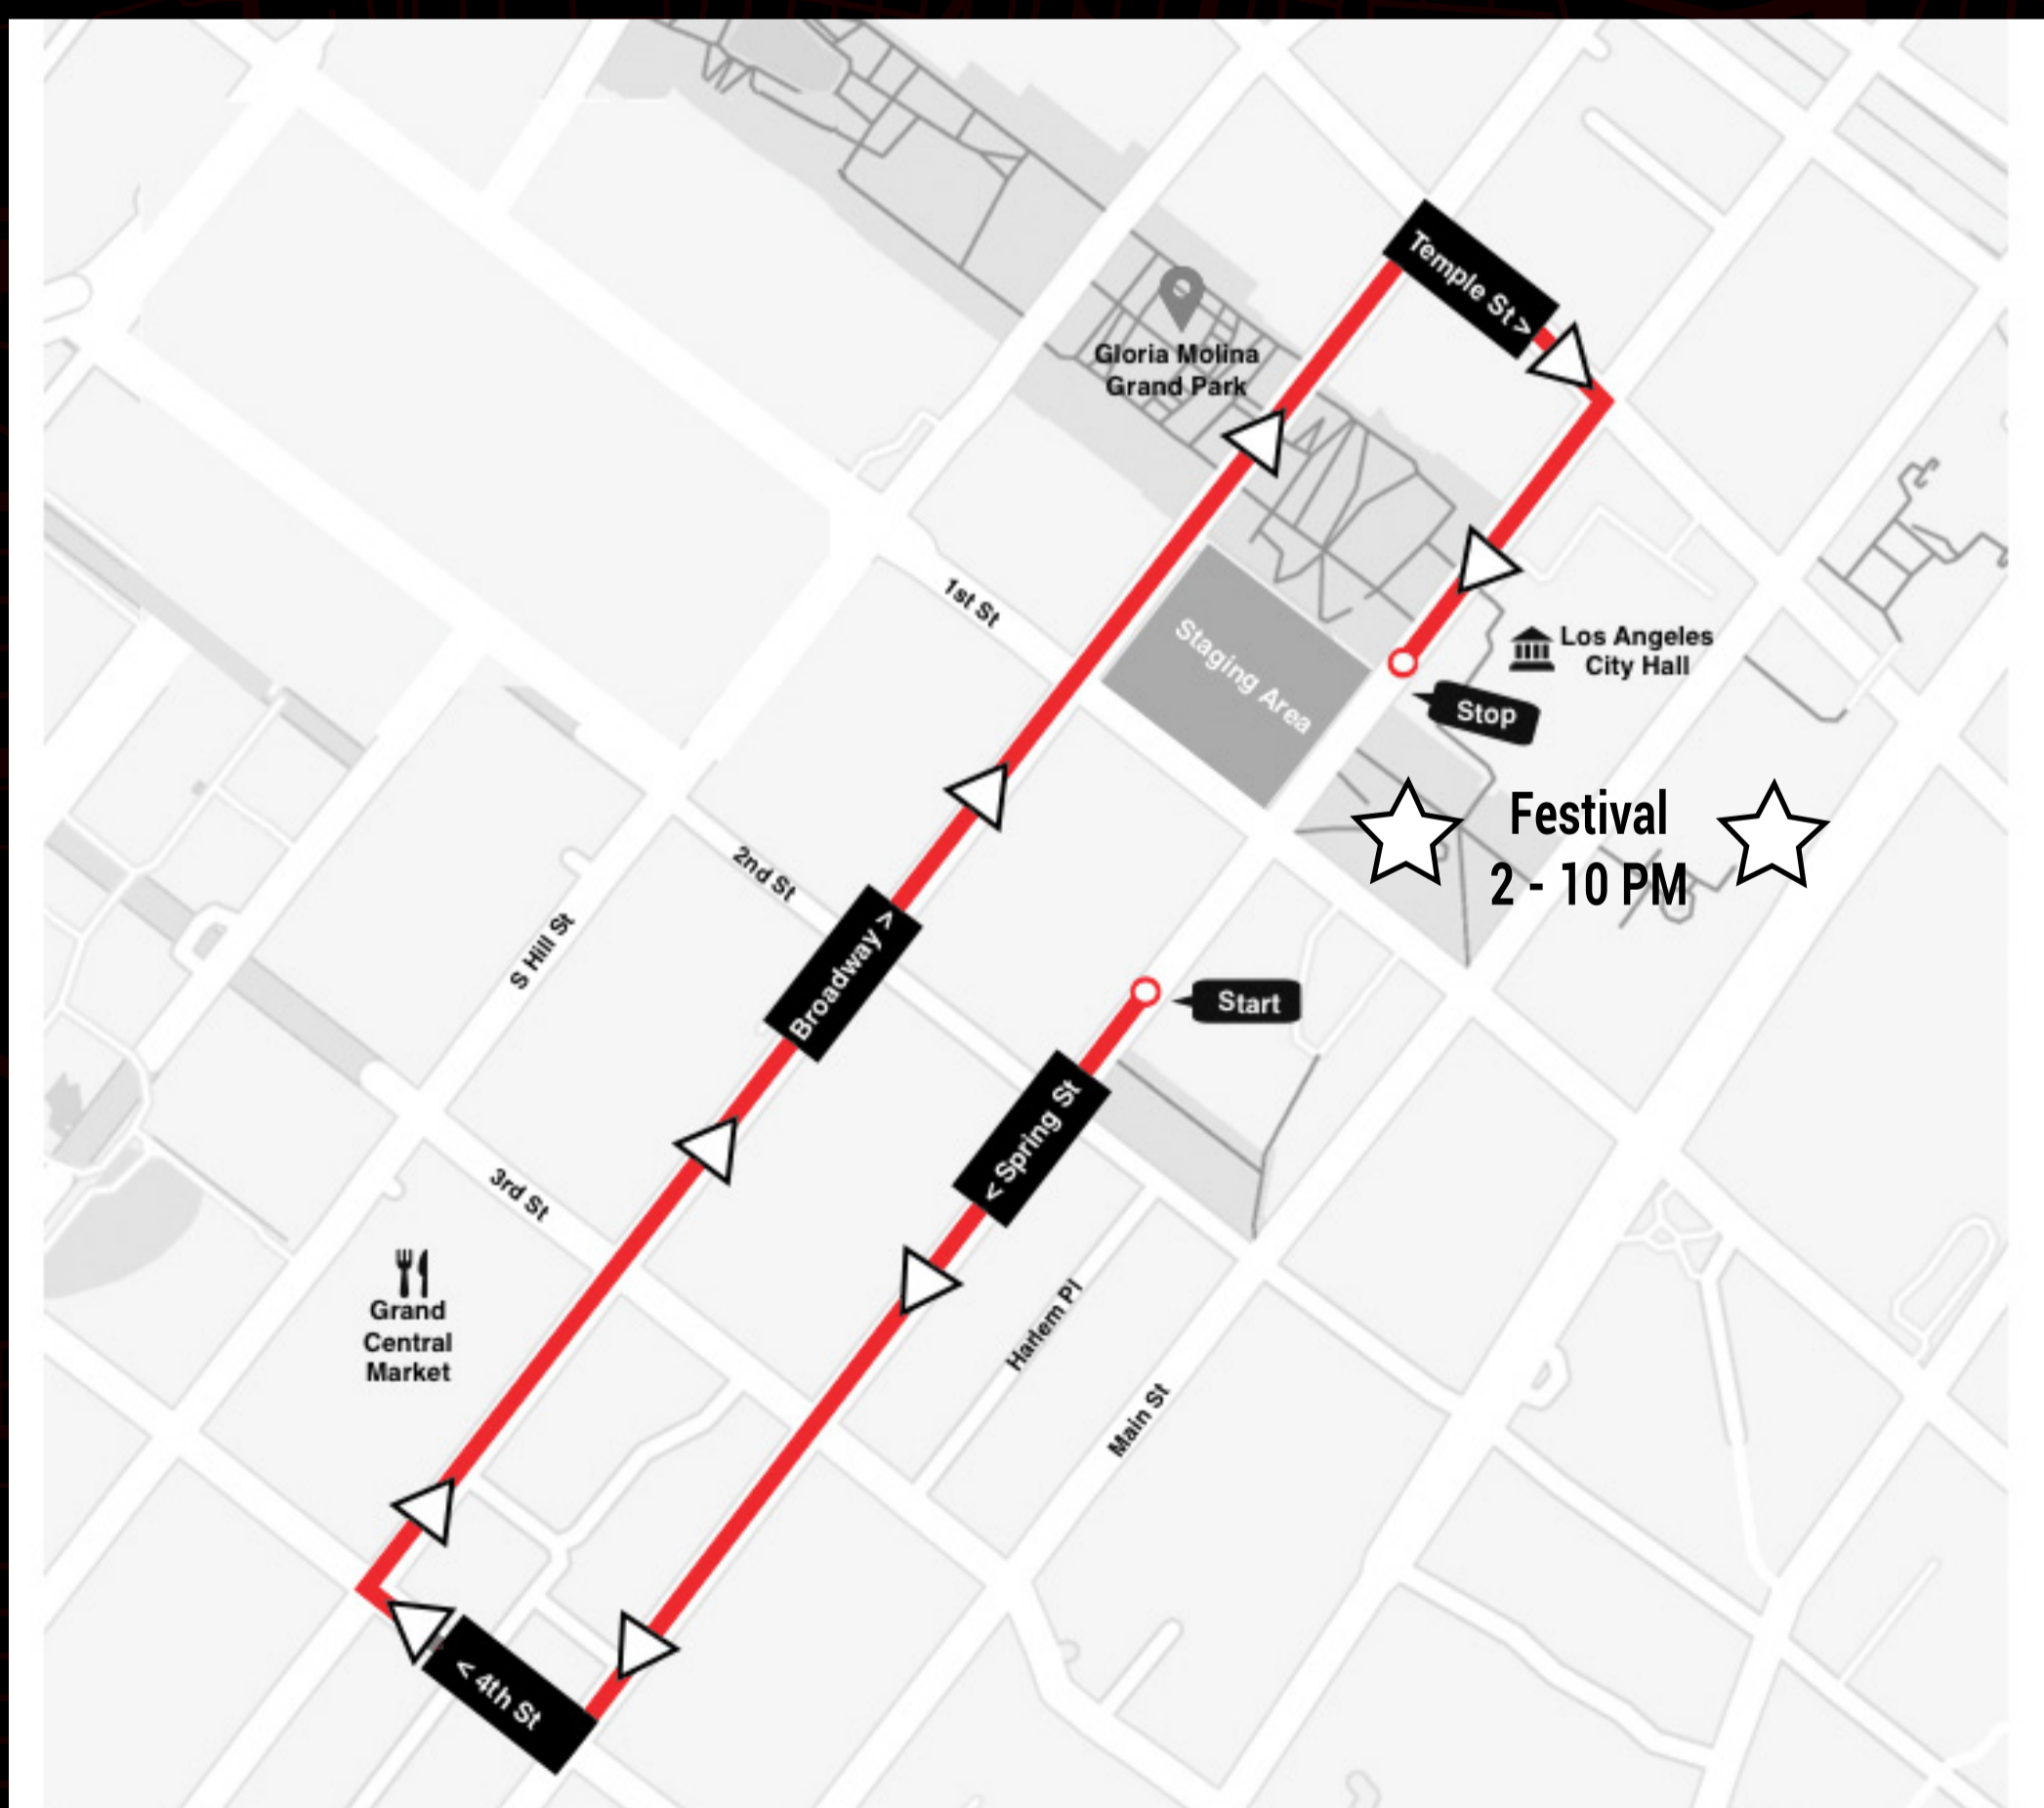 Temple St >
Gloria Molina
Grand Park
1st St
Staging Area
Los Angeles
City Hall
Stop
Festival
2 - 10 PM
2nd St
S Hill St
Broadway >
Start
< Spring St
3rd St
Grand
Central
Market
Harlem Pl
Main St
< 4th St